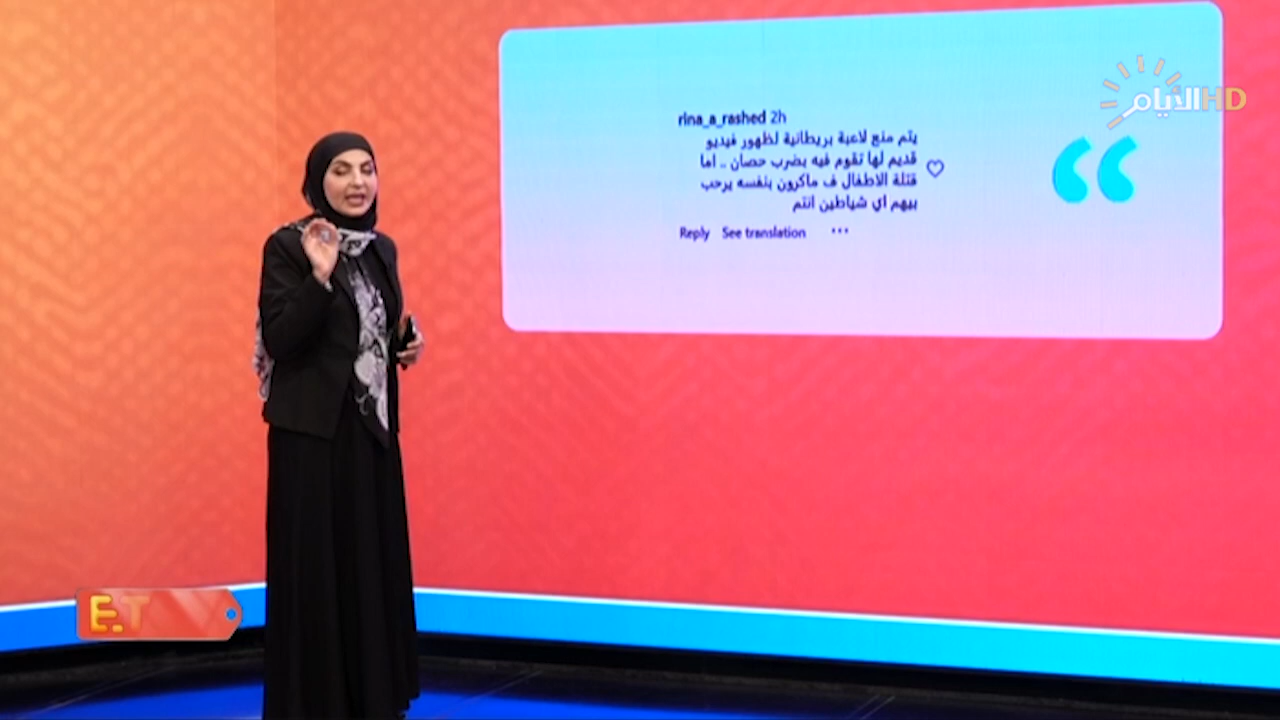 الايام HD
rina_a_rashed 2h
يتم منع لاعبة بريطانية لظهور فيديو
قديم لها تقوم فيه بضرب حصان .. اما
قتلة الاطفال ف ماكرون بنفسه يرحب
بيهم اي شياطين انتم
Reply See translation ...
E.T